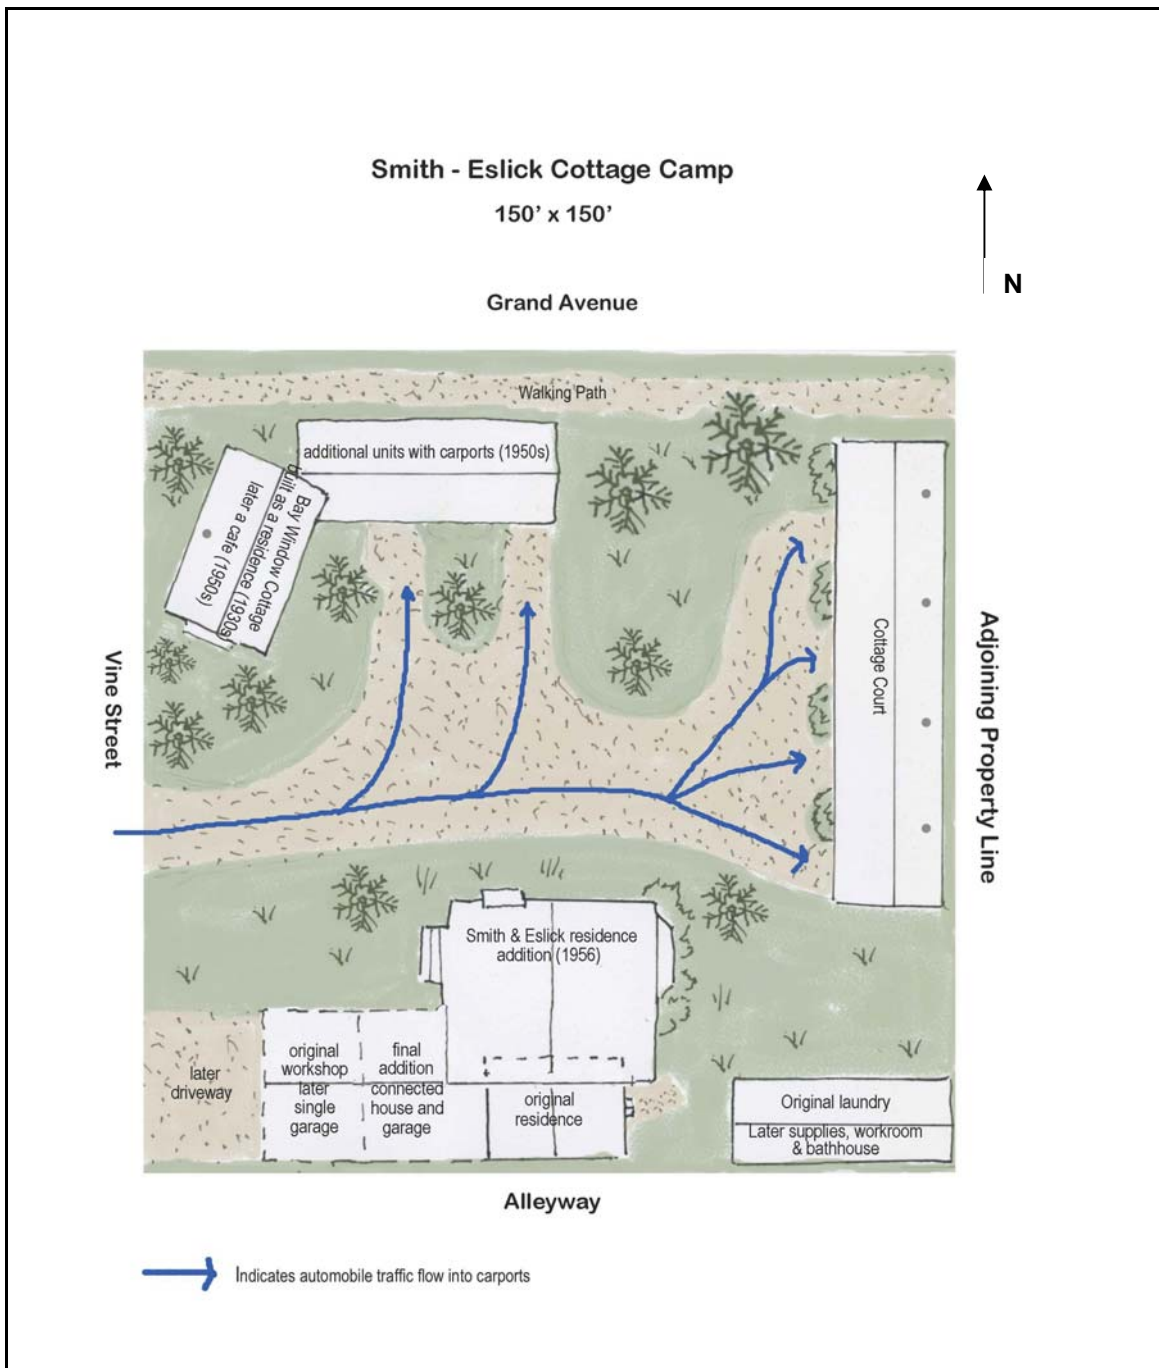 Smith - Eslick Cottage Camp
150' x 150'
N
Grand Avenue
Walking Path
additional units with carports (1950s)
Bay Window Cottage
built as a residence (1930s)
later a cafe (1950s)
Cottage Court
Vine Street
Adjoining Property Line
Smith & Eslick residence
addition (1956)
later
driveway
original
workshop
later
single
garage
final
addition
connected
house and
garage
original
residence
Original laundry
Later supplies, workroom
& bathhouse
Alleyway
Indicates automobile traffic flow into carports